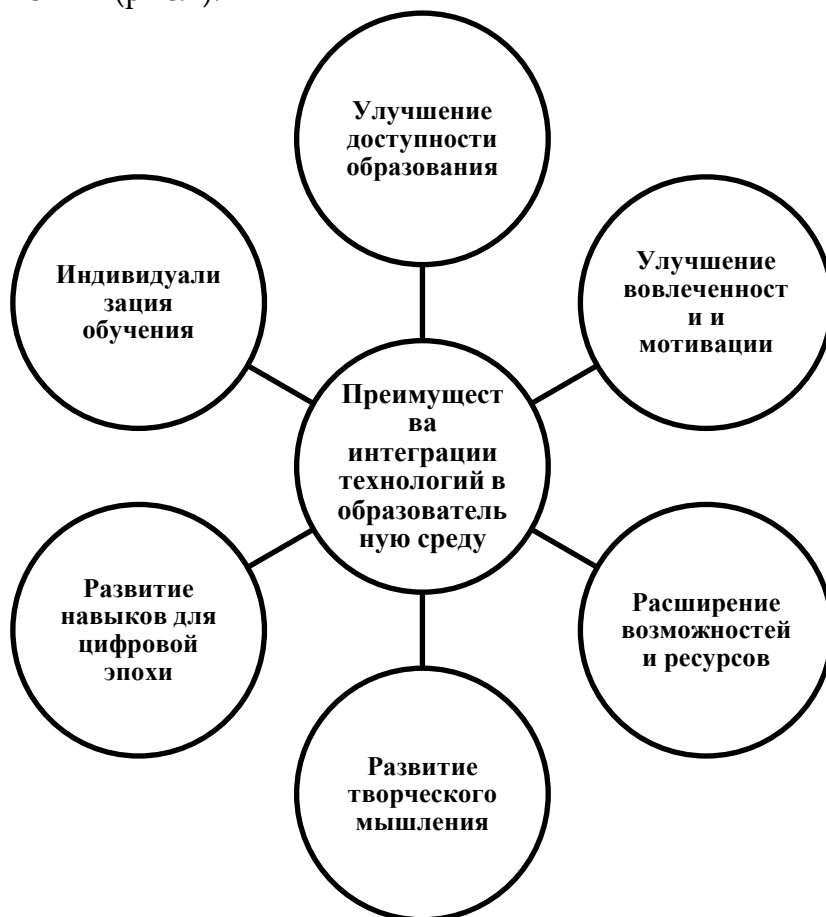 Улучшение
доступности
образования
Индивидуали
зация
обучения
Улучшение
вовлеченност
и и
мотивации
Преимущест
ва
интеграции
технологий в
образователь
ную среду
Развитие
навыков для
цифровой
эпохи
Расширение
возможностей
и ресурсов
Развитие
творческого
мышления